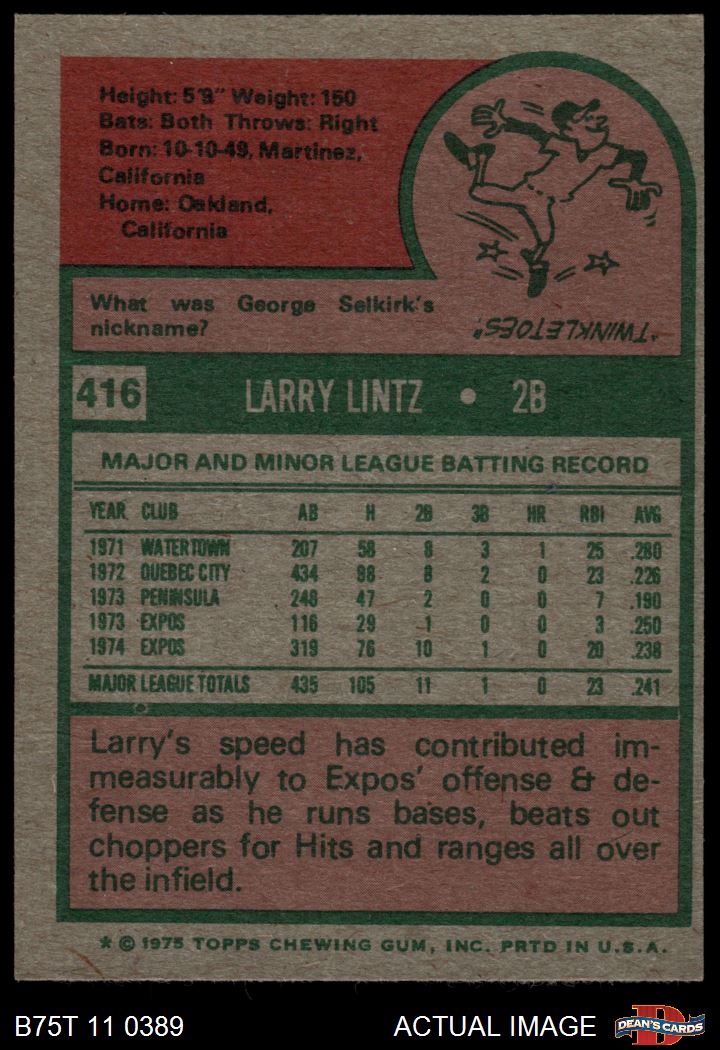 Height: 5'9" Weight: 150
Bats: Both Throws: Right
Born: 10-10-49, Martinez,
California
Home: Oakland,
California
What was George Selkirk's
nickname?
"TWINKLETOES."
416 LARRY LINTZ • 2B
MAJOR AND MINOR LEAGUE BATTING RECORD
YEAR CLUB AB H 2B 3B HR RBI AVG
1971 WATERTOWN 207 58 8 3 1 25 .280
1972 QUEBEC CITY 434 98 8 2 0 23 .226
1973 PENINSULA 248 47 2 0 0 7 .190
1973 EXPOS 116 29 1 0 0 3 .250
1974 EXPOS 319 76 10 1 0 20 .238
MAJOR LEAGUE TOTALS 435 105 11 1 0 23 .241
Larry's speed has contributed im-
measurably to Expos' offense & de-
fense as he runs bases, beats out
choppers for Hits and ranges all over
the infield.
* © 1975 TOPPS CHEWING GUM, INC. PRTD IN U.S.A.
B75T 11 0389 ACTUAL IMAGE DEAN'S CARDS